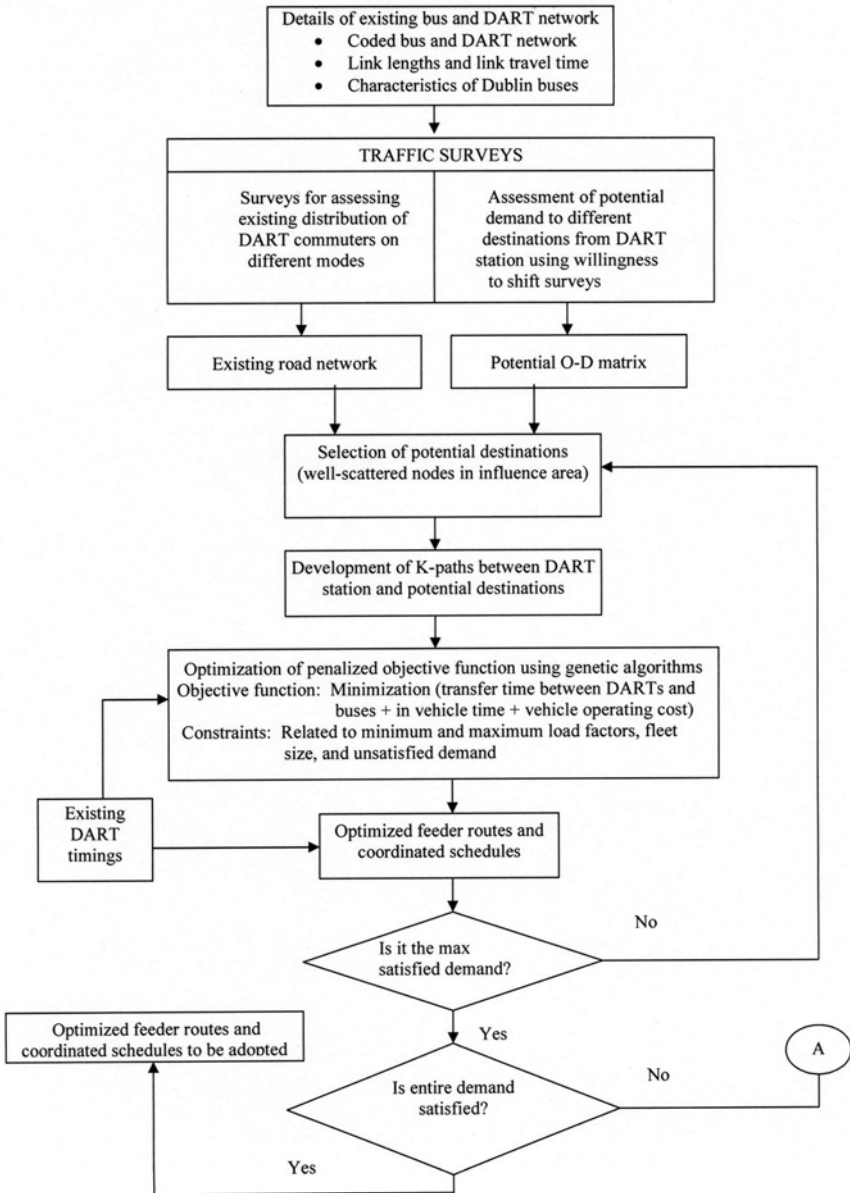 Details of existing bus and DART network
• Coded bus and DART network
• Link lengths and link travel time
• Characteristics of Dublin buses
TRAFFIC SURVEYS
Surveys for assessing
existing distribution of
DART commuters on
different modes
Assessment of potential
demand to different
destinations from DART
station using willingness
to shift surveys
Existing road network
Potential O-D matrix
Selection of potential destinations
(well-scattered nodes in influence area)
Development of K-paths between DART
station and potential destinations
Optimization of penalized objective function using genetic algorithms
Objective function: Minimization (transfer time between DARTs and
buses + in vehicle time + vehicle operating cost)
Constraints: Related to minimum and maximum load factors, fleet
size, and unsatisfied demand
Existing
DART
timings
Optimized feeder routes and
coordinated schedules
Is it the max
satisfied demand?
No
Yes
Optimized feeder routes and
coordinated schedules to be adopted
Is entire demand
satisfied?
No
A
Yes